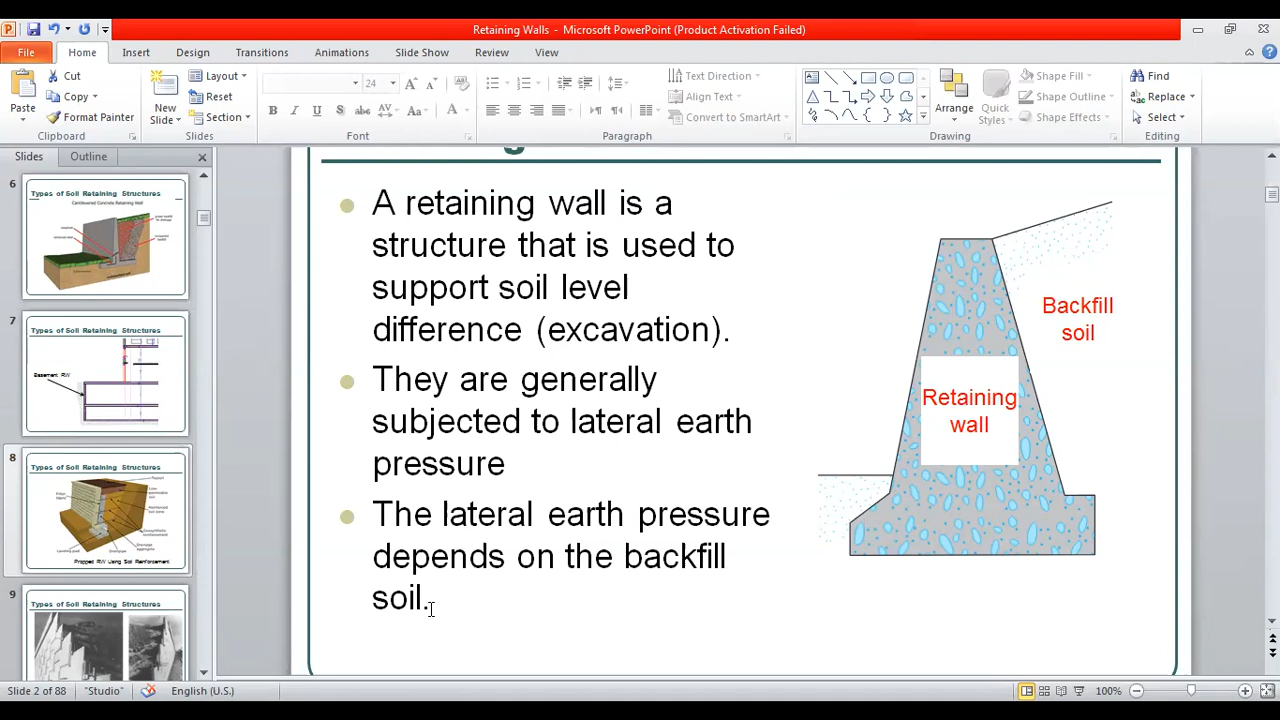 Retaining Walls - Microsoft PowerPoint (Product Activation Failed)
File Home Insert Design Transitions Animations Slide Show Review View
Cut
Copy
Format Painter
Paste
Clipboard
New Slide
Layout
Reset
Section
Slides
24
B I U S abc AV Aa A
Font
Paragraph
Text Direction
Align Text
Convert to SmartArt
Arrange
Quick Styles
Shape Fill
Shape Outline
Shape Effects
Drawing
Find
Replace
Select
Editing
Slides Outline
6
Types of Soil Retaining Structures
Cantilevered Concrete Retaining Wall
7
Types of Soil Retaining Structures
Basement RW
8
Types of Soil Retaining Structures
Propped RW Using Soil Reinforcement
9
Types of Soil Retaining Structures
A retaining wall is a
structure that is used to
support soil level
difference (excavation).
They are generally
subjected to lateral earth
pressure
The lateral earth pressure
depends on the backfill
soil.
Backfill
soil
Retaining
wall
Slide 2 of 88 "Studio" English (U.S.) 100%